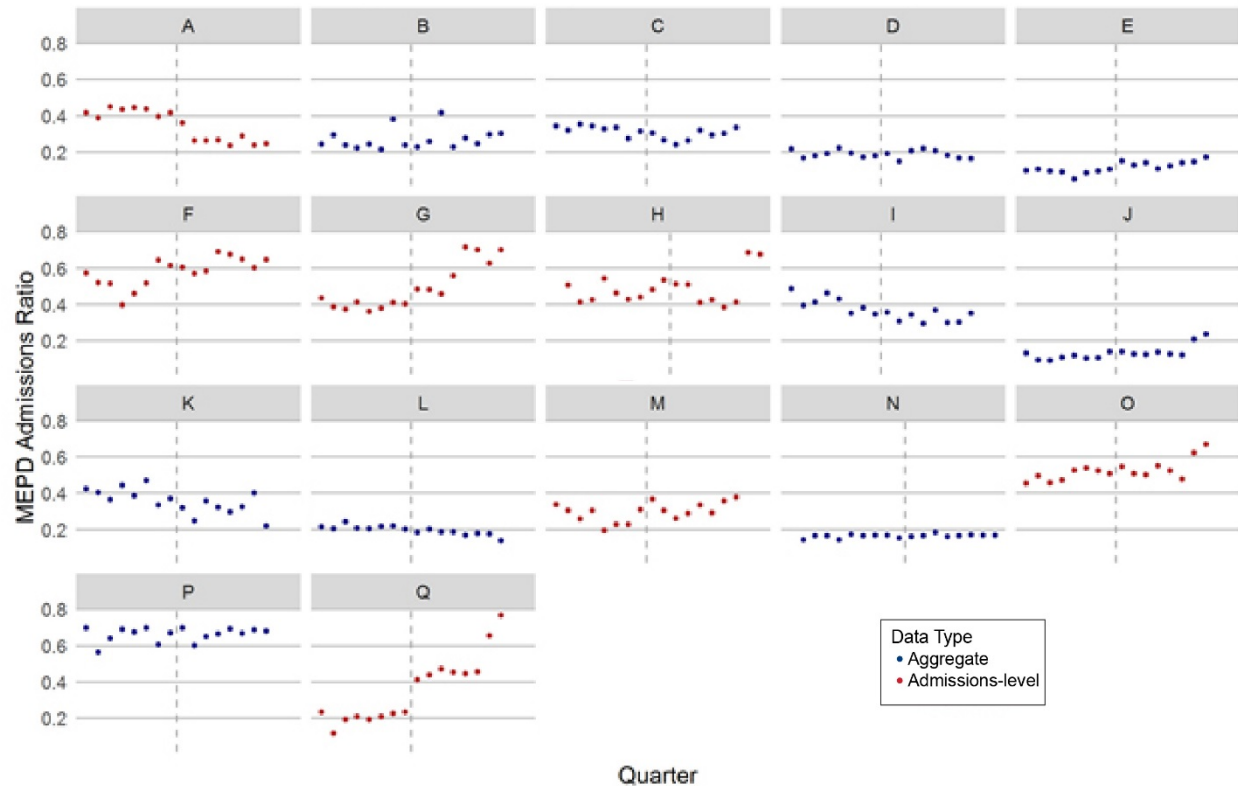 A B C D E
0.8
0.6
0.4
0.2
F G H I J
0.8
0.6
0.4
0.2
K L M N O
0.8
0.6
0.4
0.2
P Q
0.8
0.6
0.4
0.2
MEPD Admissions Ratio
Quarter
Data Type
Aggregate
Admissions-level